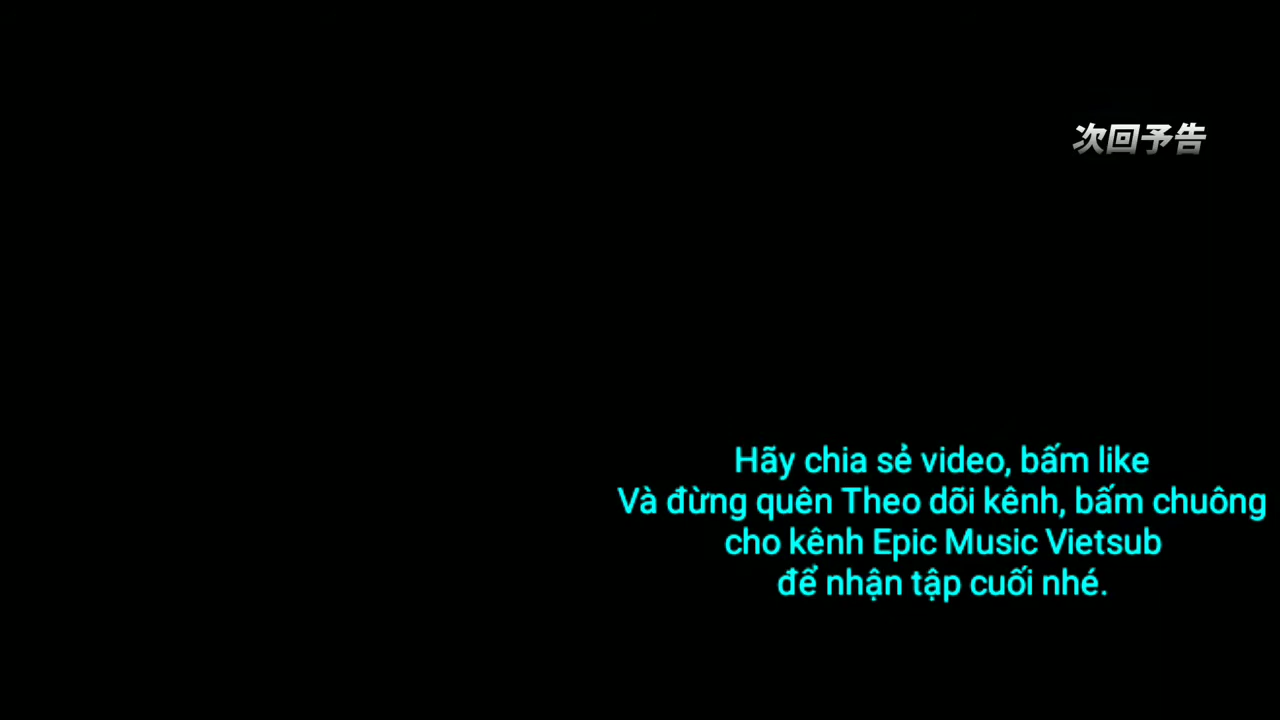 次回予告
Hãy chia sẻ video, bấm like
Và đừng quên Theo dõi kênh, bấm chuông
cho kênh Epic Music Vietsub
để nhận tập cuối nhé.